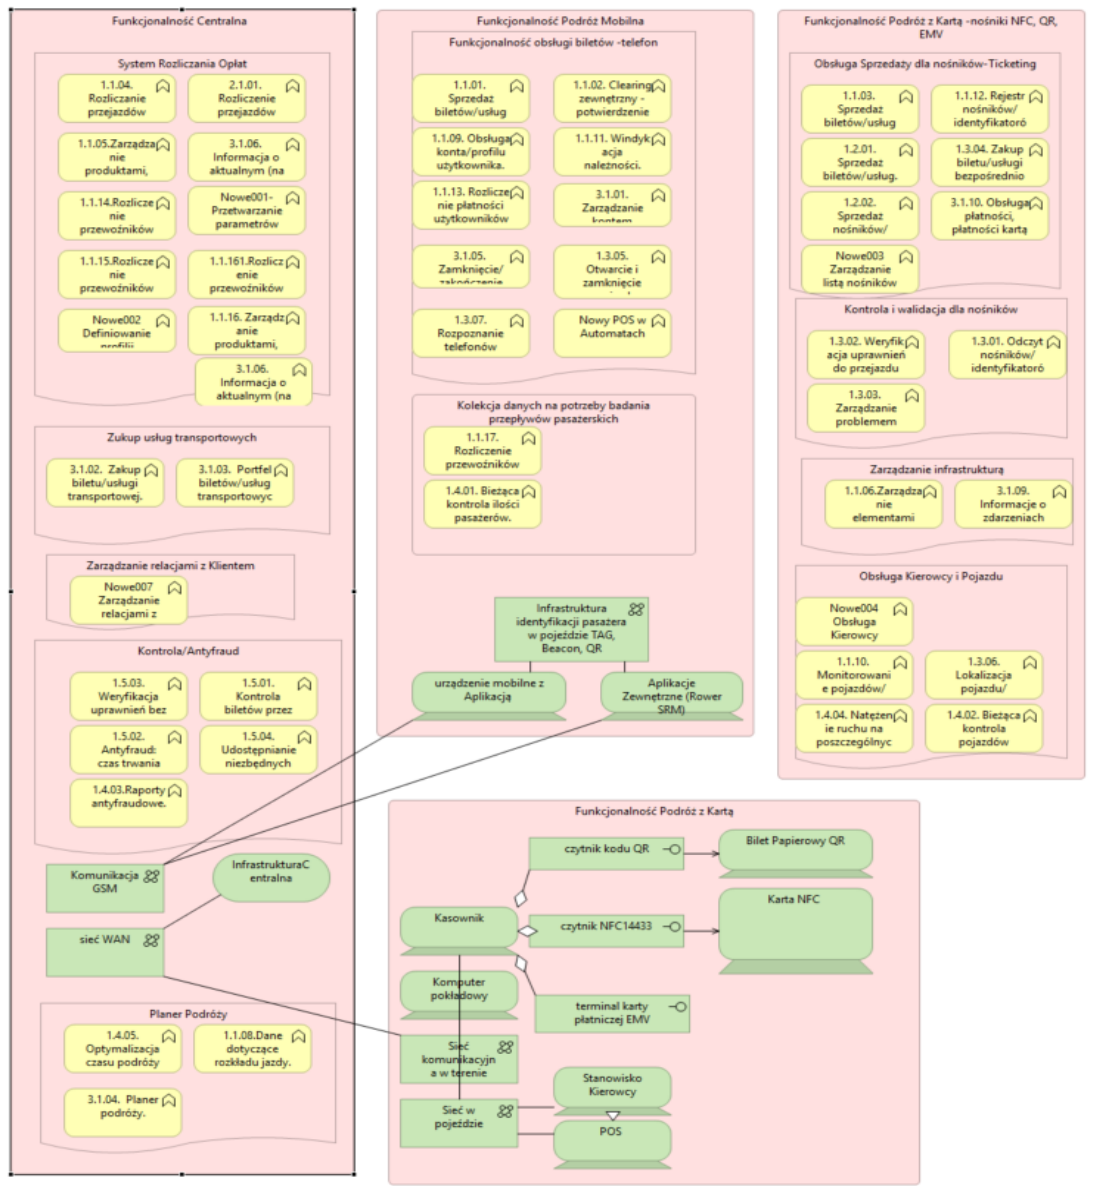 Funkcjonalność Centralna
System Rozliczania Opłat
1.1.04.
Rozliczanie
przejazdów
2.1.01.
Rozliczenie
przejazdów
1.1.05.Zarządza
nie
produktami,
3.1.06.
Informacja o
aktualnym (na
1.1.14.Rozlicze
nie
przewoźników
Nowe001-
Przetwarzanie
parametrów
1.1.15.Rozlicze
nie
przewoźników
1.1.161.Rozlicz
enie
przewoźników
Nowe002
Definiowanie
profilii
1.1.16. Zarządz
anie
produktami,
3.1.06.
Informacja o
aktualnym (na
Zukup usług transportowych
3.1.02. Zakup
biletu/usługi
transportowej.
3.1.03. Portfel
biletów/usług
transportowyc
Zarządzanie relacjami z Klientem
Nowe007
Zarządzanie
relacjami z
Kontrola/Antyfraud
1.5.03.
Weryfikacja
uprawnień bez
1.5.01.
Kontrola
biletów przez
1.5.02.
Antyfraud:
czas trwania
1.5.04.
Udostępnianie
niezbędnych
1.4.03.Raporty
antyfraudowe.
Komunikacja
GSM
InfrastrukturaC
entralna
sieć WAN
Planer Podróży
1.4.05.
Optymalizacja
czasu podróży
1.1.08.Dane
dotyczące
rozkładu jazdy.
3.1.04. Planer
podróży.
Funkcjonalność Podróż Mobilna
Funkcjonalność obsługi biletów -telefon
1.1.01.
Sprzedaż
biletów/usług
1.1.02. Clearing
zewnętrzny -
potwierdzenie
1.1.09. Obsługa
konta/profilu
użytkownika.
1.1.11. Windyk
acja
należności.
1.1.13. Rozlicze
nie płatności
użytkowników
3.1.01.
Zarządzanie
kontem
3.1.05.
Zamknięcie/
zakończenie
1.3.05.
Otwarcie i
zamknięcie
1.3.07.
Rozpoznanie
telefonów
Nowy POS w
Automatach
Kolekcja danych na potrzeby badania
przepływów pasażerskich
1.1.17.
Rozliczenie
przewoźników
1.4.01. Bieżąca
kontrola ilości
pasażerów.
Infrastruktura
identyfikacji pasażera
w pojeździe TAG,
Beacon, QR
urządzenie mobilne z
Aplikacją
Aplikacje
Zewnętrzne (Rower
SRM)
Funkcjonalność Podróż z Kartą -nośniki NFC, QR,
EMV
Obsługa Sprzedaży dla nośników-Ticketing
1.1.03.
Sprzedaż
biletów/usług
1.1.12. Rejestr
nośników/
identyfikatoró
1.2.01.
Sprzedaż
biletów/usług.
1.3.04. Zakup
biletu/usługi
bezpośrednio
1.2.02.
Sprzedaż
nośników/
3.1.10. Obsługa
płatności,
płatności kartą
Nowe003
Zarządzanie
listą nośników
Kontrola i walidacja dla nośników
1.3.02. Weryfik
acja uprawnień
do przejazdu
1.3.01. Odczyt
nośników/
identyfikatoró
1.3.03.
Zarządzanie
problemem
Zarządzanie infrastrukturą
1.1.06.Zarządza
nie
elementami
3.1.09.
Informacje o
zdarzeniach
Obsługa Kierowcy i Pojazdu
Nowe004
Obsługa
Kierowcy
1.1.10.
Monitorowani
e pojazdów/
1.3.06.
Lokalizacja
pojazdu/
1.4.04. Natężen
ie ruchu na
poszczególnyc
1.4.02. Bieżąca
kontrola
pojazdów
Funkcjonalność Podróż z Kartą
czytnik kodu QR
Bilet Papierowy QR
Kasownik
czytnik NFC14433
Karta NFC
Komputer
pokładowy
terminal karty
płatniczej EMV
Sieć
komunikacyjn
a w terenie
Stanowisko
Kierowcy
Sieć w
pojeździe
POS